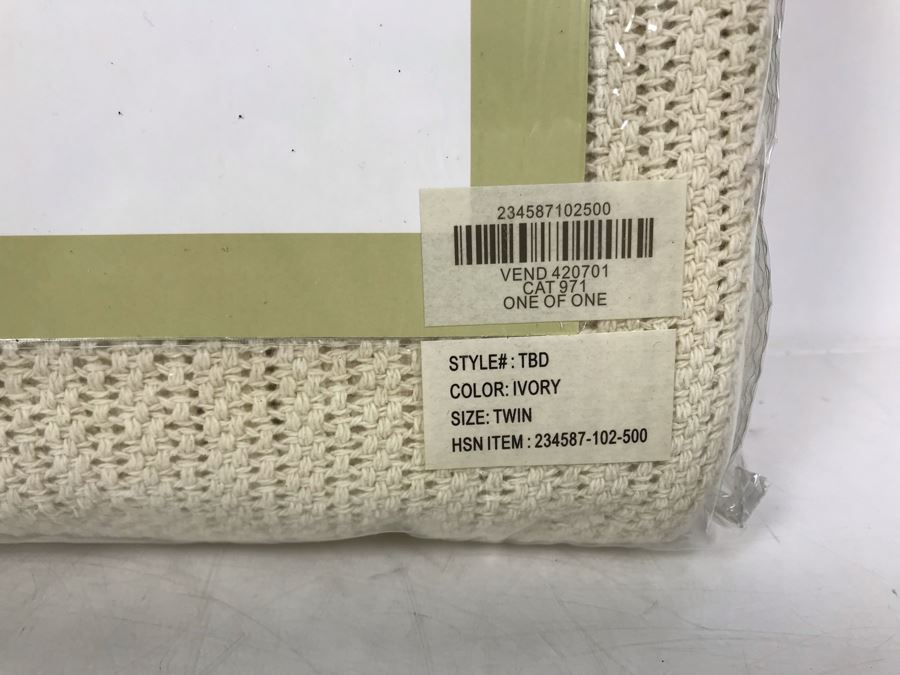 234587102500
VEND 420701
CAT 971
ONE OF ONE
STYLE# : TBD
COLOR: IVORY
SIZE: TWIN
HSN ITEM : 234587-102-500